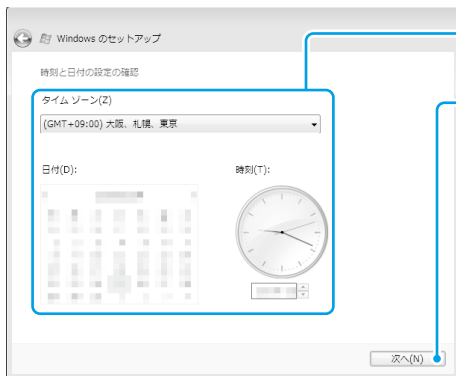 Windows のセットアップ
時刻と日付の設定の確認
タイム ゾーン(Z)
(GMT+09:00) 大阪、札幌、東京
日付(D):
時刻(T):
次へ(N)